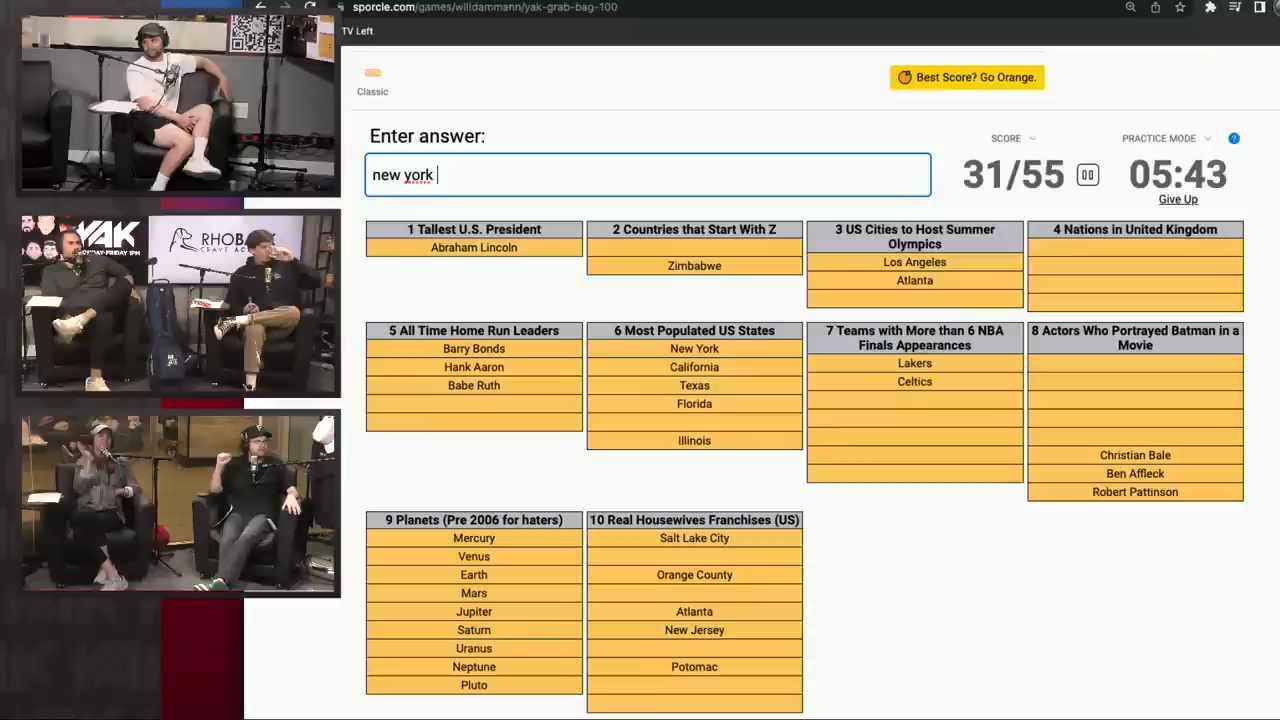 sporcle.com/games/willdammann/yak-grab-bag-100
TV Left
Classic
Best Score? Go Orange.
Enter answer:
new york
SCORE
31/55
PRACTICE MODE
?
05:43
Give Up
1 Tallest U.S. President
Abraham Lincoln
2 Countries that Start With Z
Zimbabwe
3 US Cities to Host Summer
Olympics
Los Angeles
Atlanta
4 Nations in United Kingdom
5 All Time Home Run Leaders
Barry Bonds
Hank Aaron
Babe Ruth
6 Most Populated US States
New York
California
Texas
Florida
Illinois
7 Teams with More than 6 NBA
Finals Appearances
Lakers
Celtics
8 Actors Who Portrayed Batman in a
Movie
Christian Bale
Ben Affleck
Robert Pattinson
9 Planets (Pre 2006 for haters)
Mercury
Venus
Earth
Mars
Jupiter
Saturn
Uranus
Neptune
Pluto
10 Real Housewives Franchises (US)
Salt Lake City
Orange County
Atlanta
New Jersey
Potomac
YAK